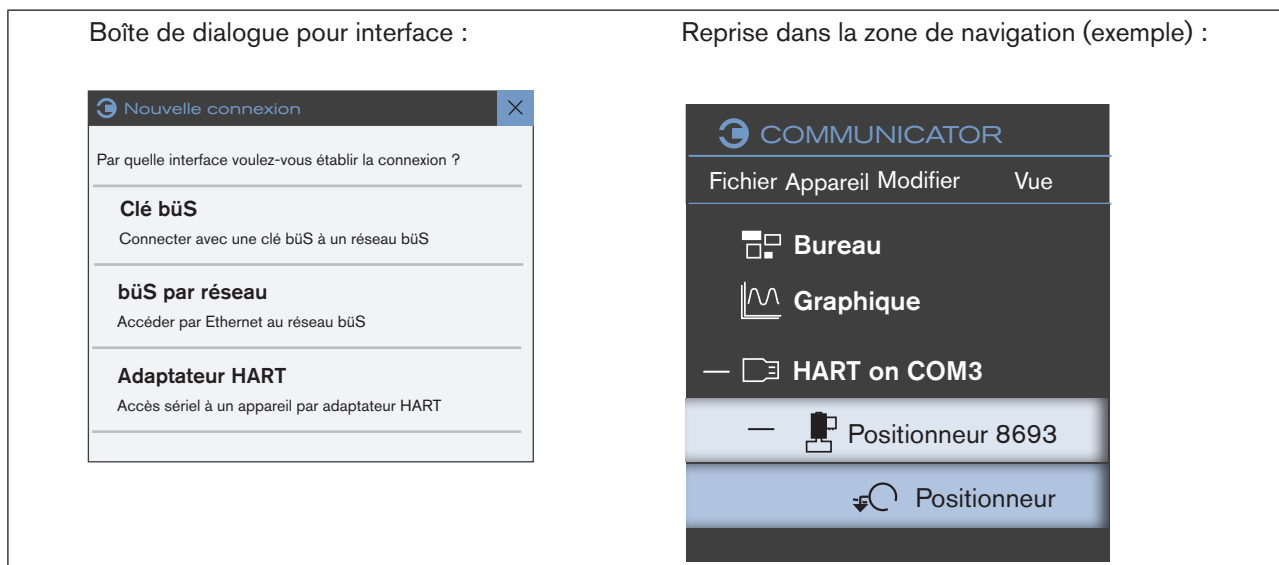 Boîte de dialogue pour interface :
Nouvelle connexion
Par quelle interface voulez-vous établir la connexion ?
Clé büS
Connecter avec une clé büS à un réseau büS
büS par réseau
Accéder par Ethernet au réseau büS
Adaptateur HART
Accès sériel à un appareil par adaptateur HART
Reprise dans la zone de navigation (exemple) :
COMMUNICATOR
Fichier Appareil Modifier Vue
Bureau
Graphique
HART on COM3
Positionneur 8693
Positionneur